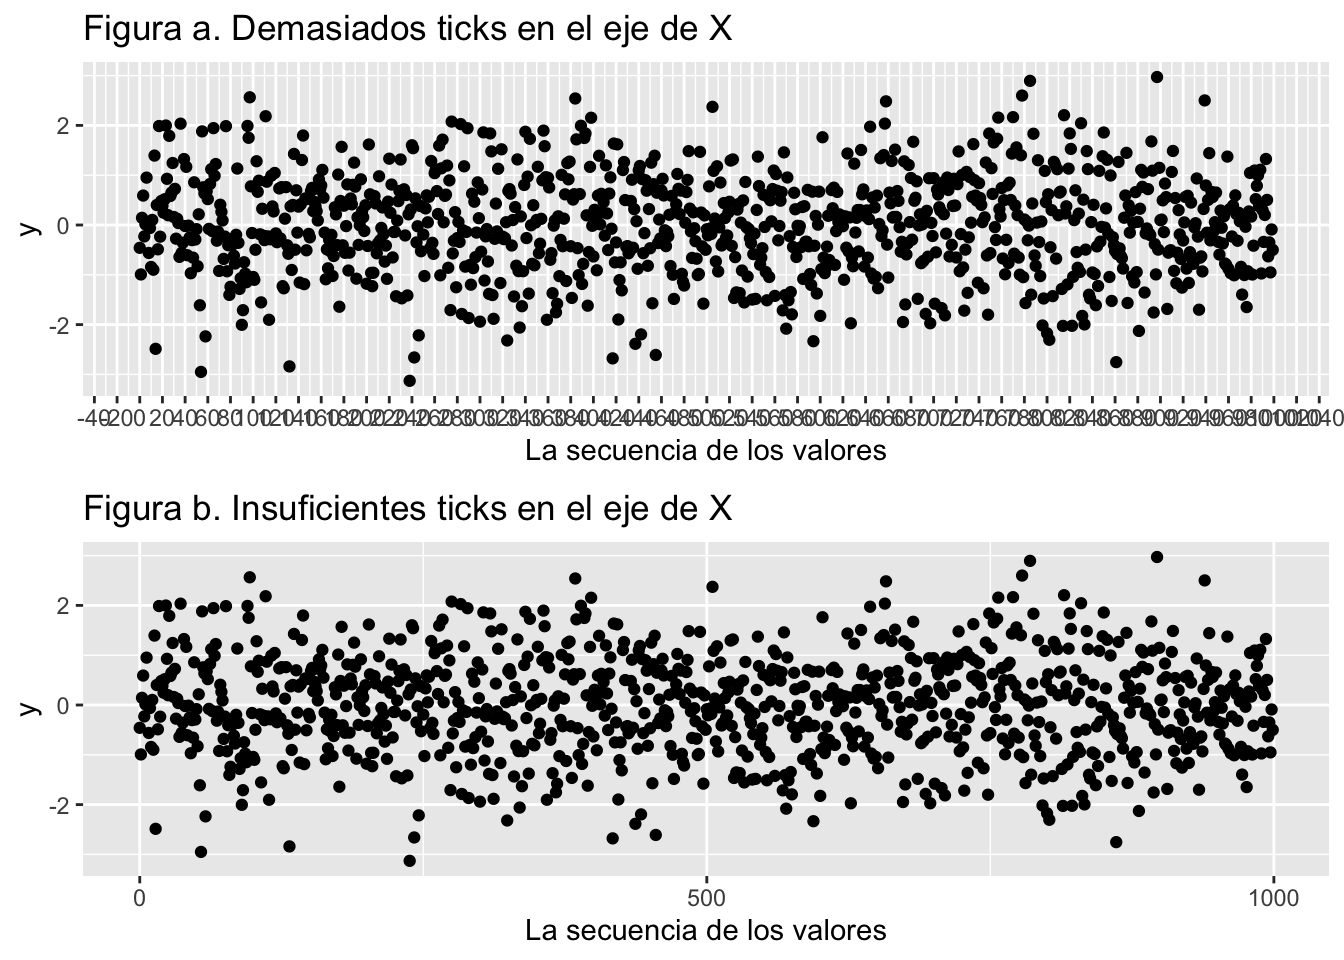 Figura a. Demasiados ticks en el eje de X
2
0
-2
y
La secuencia de los valores
Figura b. Insuficientes ticks en el eje de X
2
0
-2
y
0 500 1000
La secuencia de los valores